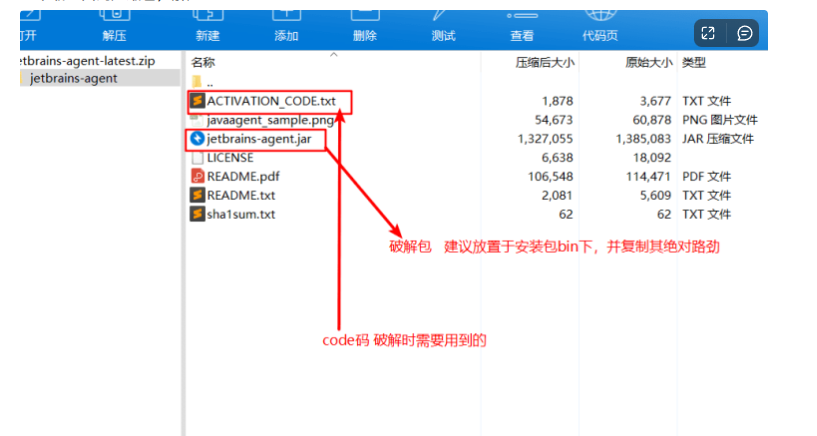 解压 新建 添加 删除 测试 查看 代码页
etbrains-agent-latest.zip
jetbrains-agent
名称 压缩后大小 原始大小 类型
..
ACTIVATION_CODE.txt 1,878 3,677 TXT 文件
javaagent_sample.png 54,673 60,878 PNG 图片文件
jetbrains-agent.jar 1,327,055 1,385,083 JAR 压缩文件
LICENSE 6,638 18,092
README.pdf 106,548 114,471 PDF 文件
README.txt 2,081 5,609 TXT 文件
sha1sum.txt 62 62 TXT 文件
破解包 建议放置于安装包bin下，并复制其绝对路劲
code码 破解时需要用到的